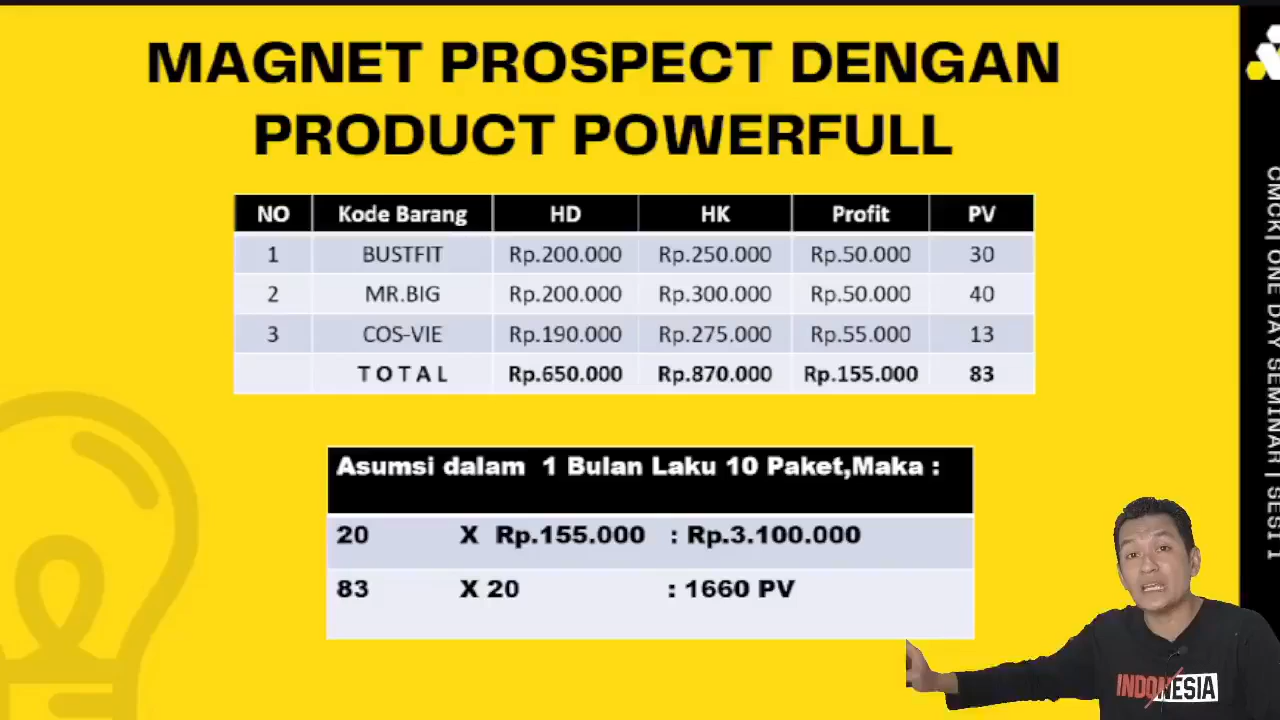 MAGNET PROSPECT DENGAN
PRODUCT POWERFULL
NO Kode Barang HD HK Profit PV
1 BUSTFIT Rp.200.000 Rp.250.000 Rp.50.000 30
2 MR.BIG Rp.200.000 Rp.300.000 Rp.50.000 40
3 COS-VIE Rp.190.000 Rp.275.000 Rp.55.000 13
T O T A L Rp.650.000 Rp.870.000 Rp.155.000 83
Asumsi dalam 1 Bulan Laku 10 Paket,Maka :
20 X Rp.155.000 : Rp.3.100.000
83 X 20 : 1660 PV
CMCK| ONE DAY SEMINAR | SESI I
INDONESIA